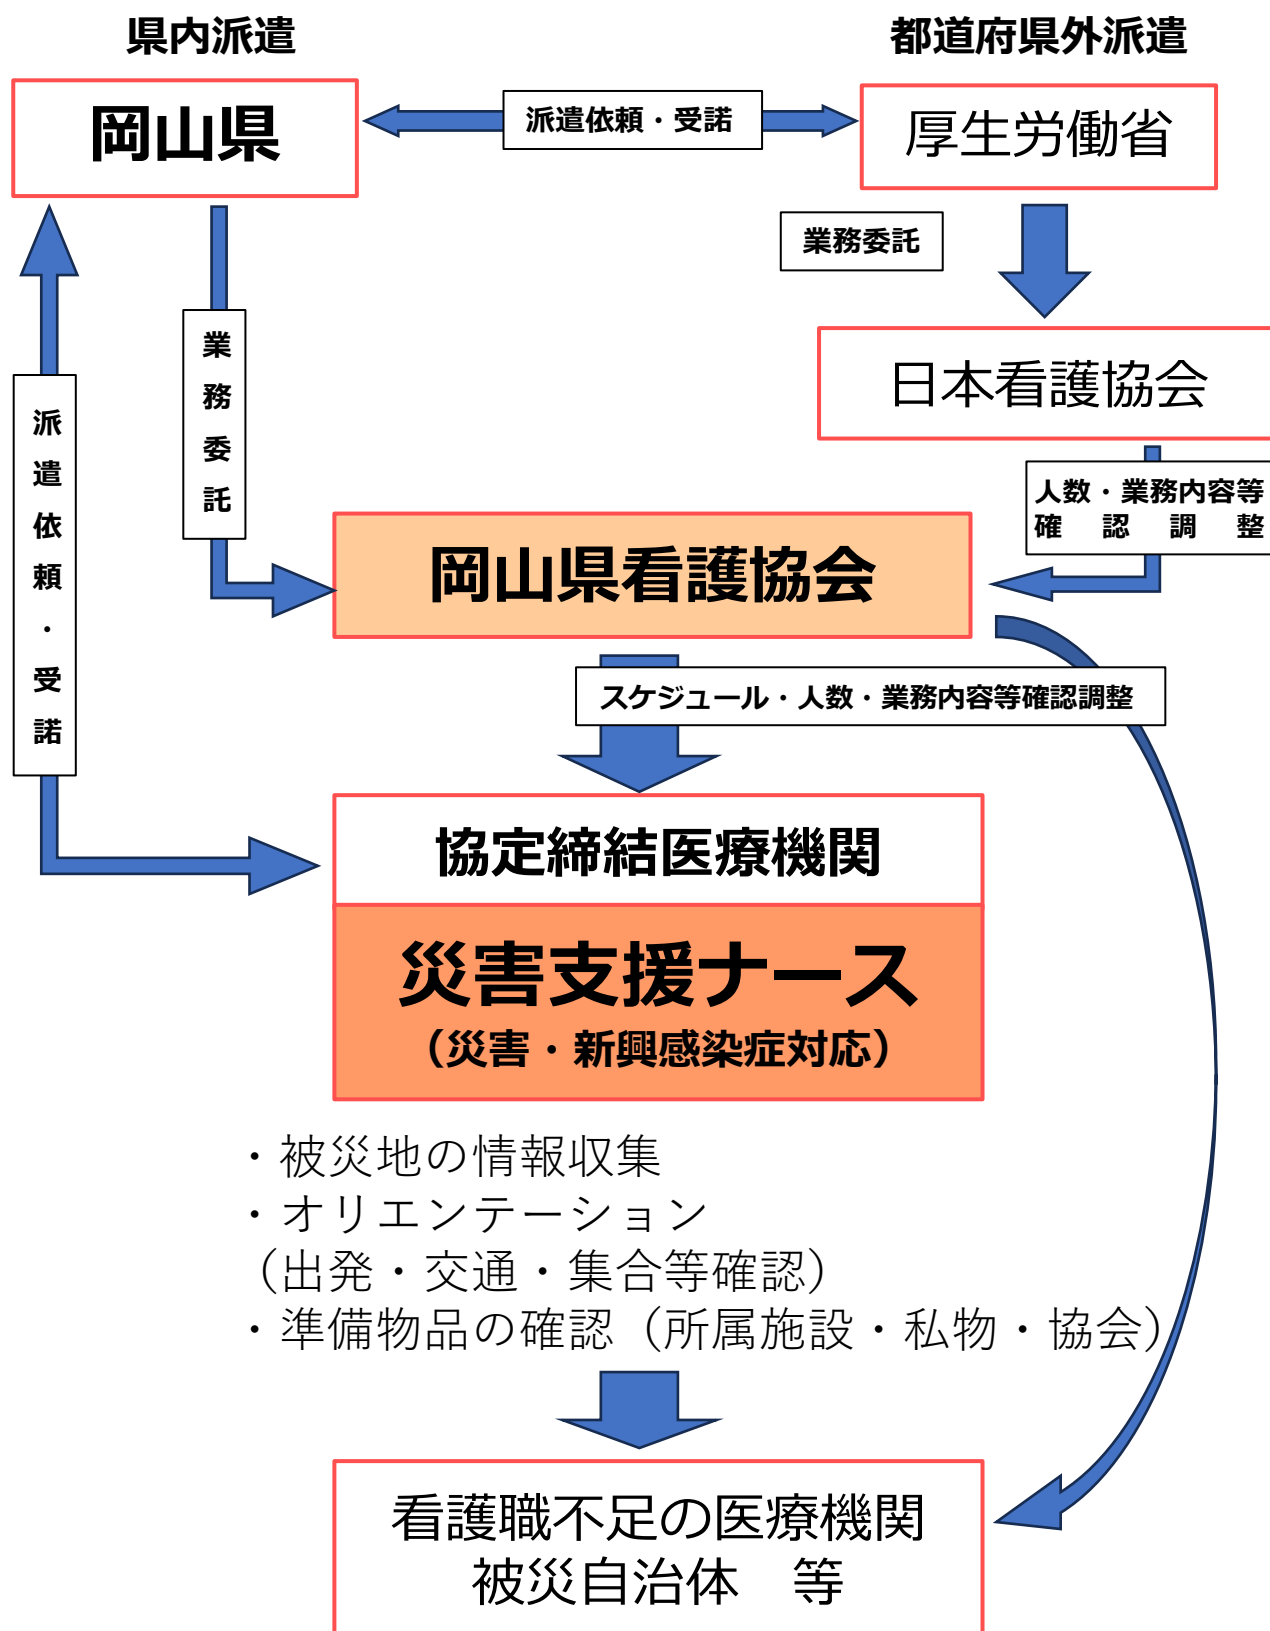 県内派遣
都道府県外派遣
岡山県
派遣依頼・受諾
厚生労働省
業務委託
業務委託
日本看護協会
派遣依頼・受諾
人数・業務内容等
確認調整
岡山県看護協会
スケジュール・人数・業務内容等確認調整
協定締結医療機関
災害支援ナース
（災害・新興感染症対応）
・被災地の情報収集
・オリエンテーション
（出発・交通・集合等確認）
・準備物品の確認（所属施設・私物・協会）
看護職不足の医療機関
被災自治体　等